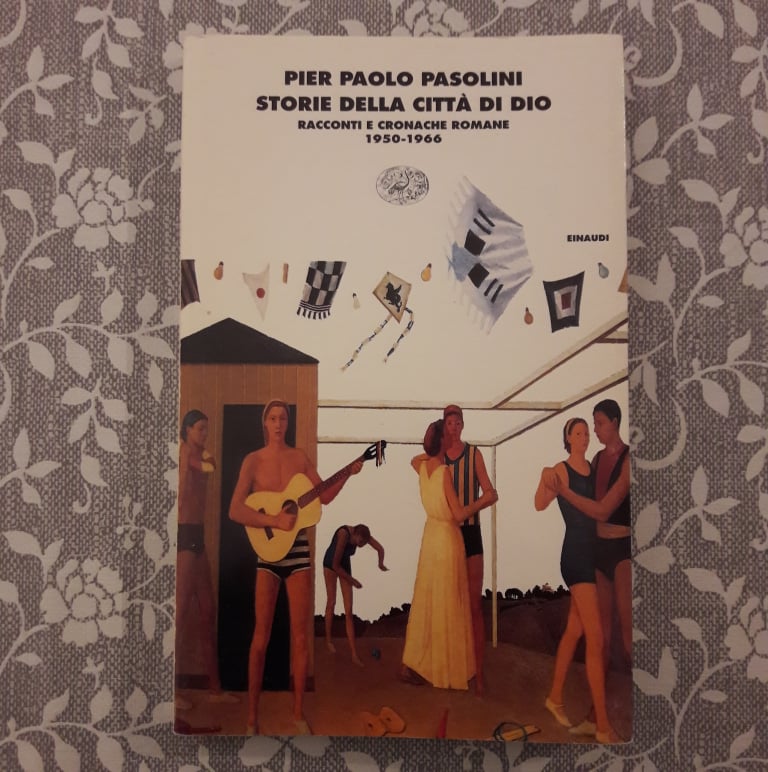 PIER PAOLO PASOLINI
STORIE DELLA CITTÀ DI DIO
RACCONTI E CRONACHE ROMANE
1950-1966
EINAUDI